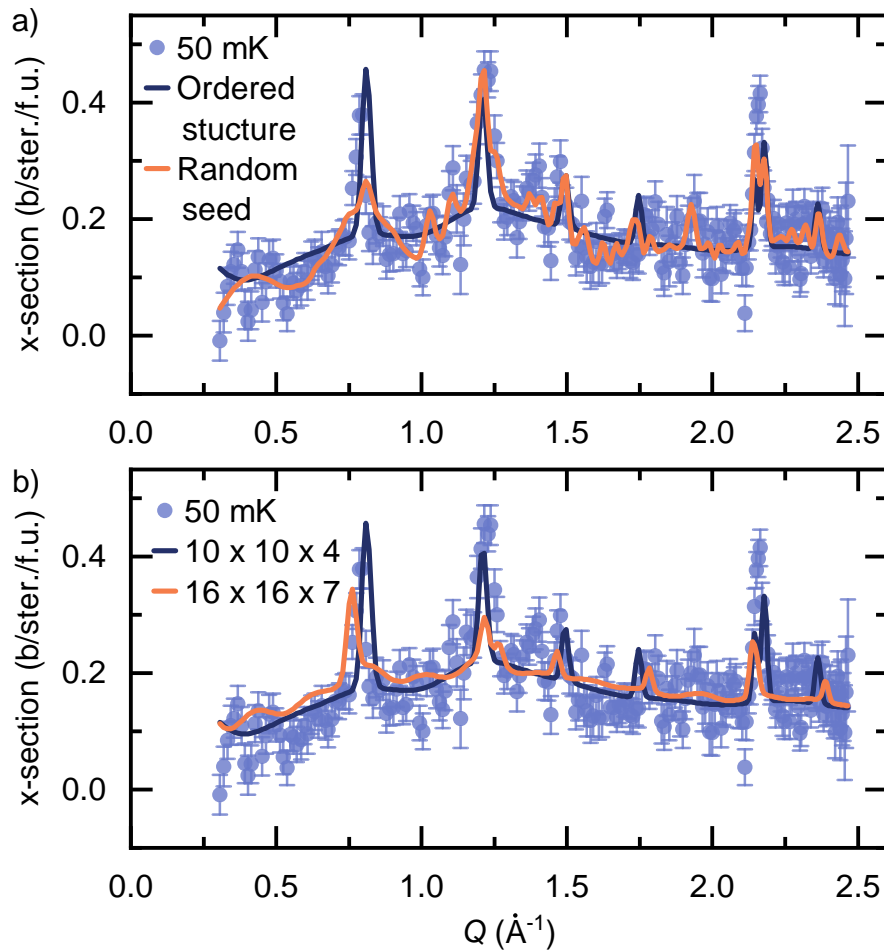 a)
50 mK
Ordered
stucture
Random
seed
x-section (b/ster./f.u.)
0.4
0.2
0.0
0.0 0.5 1.0 1.5 2.0 2.5
b)
50 mK
10 x 10 x 4
16 x 16 x 7
x-section (b/ster./f.u.)
0.4
0.2
0.0
0.0 0.5 1.0 1.5 2.0 2.5
Q (Å⁻¹)